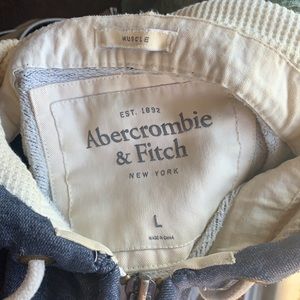 MUSCLE
EST. 1892
Abercrombie
& Fitch
NEW YORK
L
MADE IN CHINA